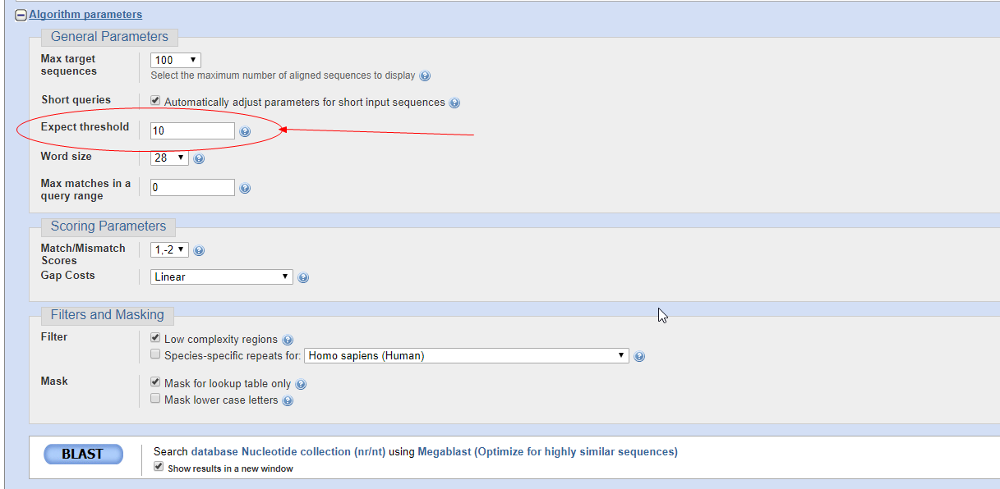 Algorithm parameters
General Parameters
Max target
sequences
100
Select the maximum number of aligned sequences to display
Short queries
Automatically adjust parameters for short input sequences
Expect threshold
10
Word size
28
Max matches in a
query range
0
Scoring Parameters
Match/Mismatch
Scores
1,-2
Gap Costs
Linear
Filters and Masking
Filter
Low complexity regions
Species-specific repeats for: Homo sapiens (Human)
Mask
Mask for lookup table only
Mask lower case letters
BLAST
Search database Nucleotide collection (nr/nt) using Megablast (Optimize for highly similar sequences)
Show results in a new window